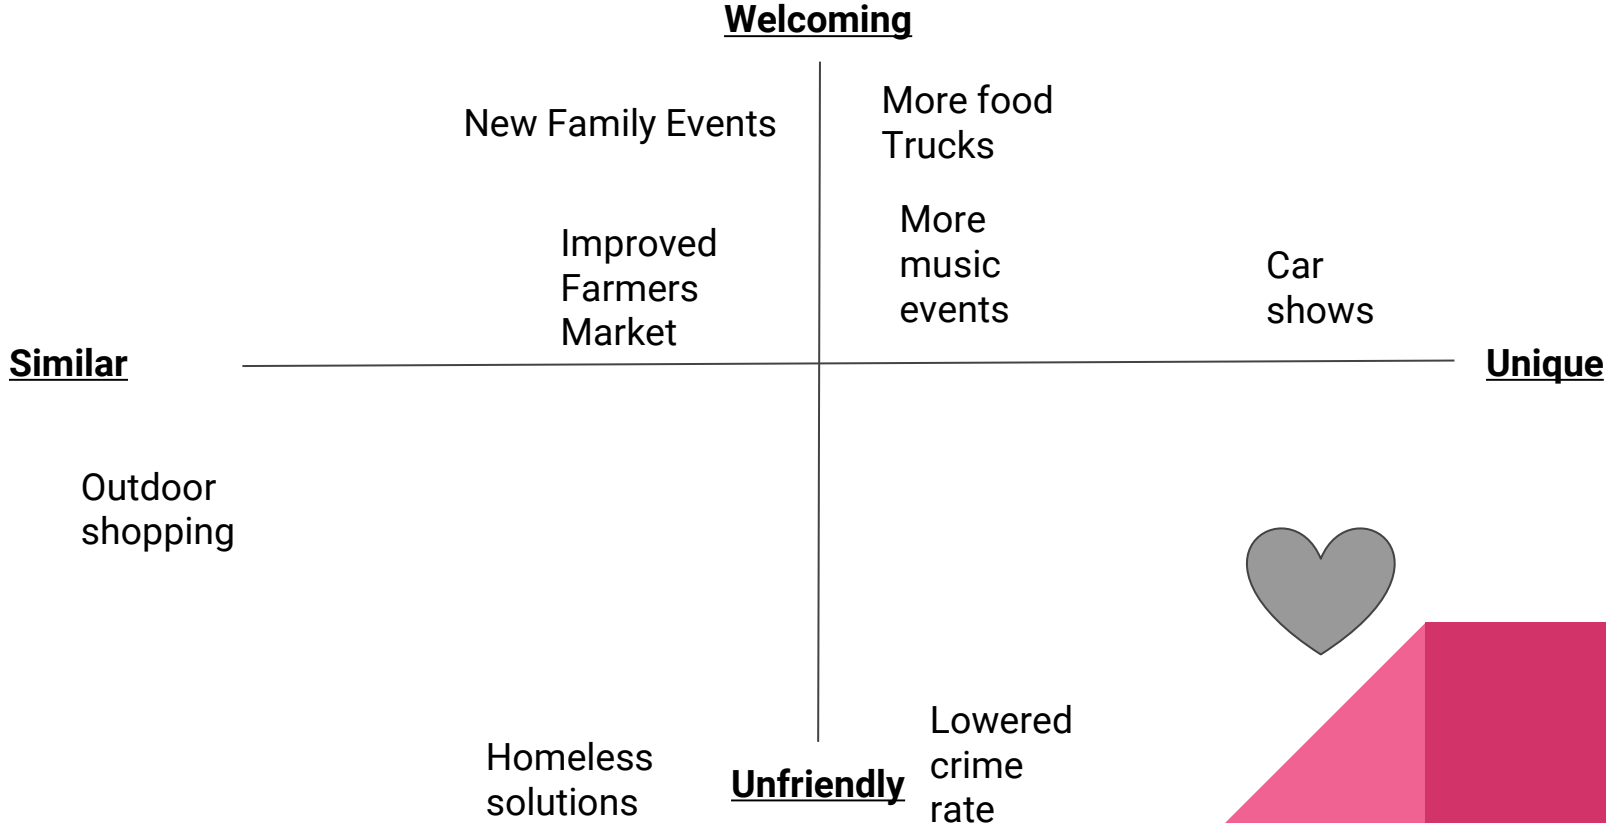 Welcoming
New Family Events
More food
Trucks
Improved
Farmers
Market
More
music
events
Car
shows
Similar
Unique
Outdoor
shopping
Homeless
solutions
Unfriendly
Lowered
crime
rate